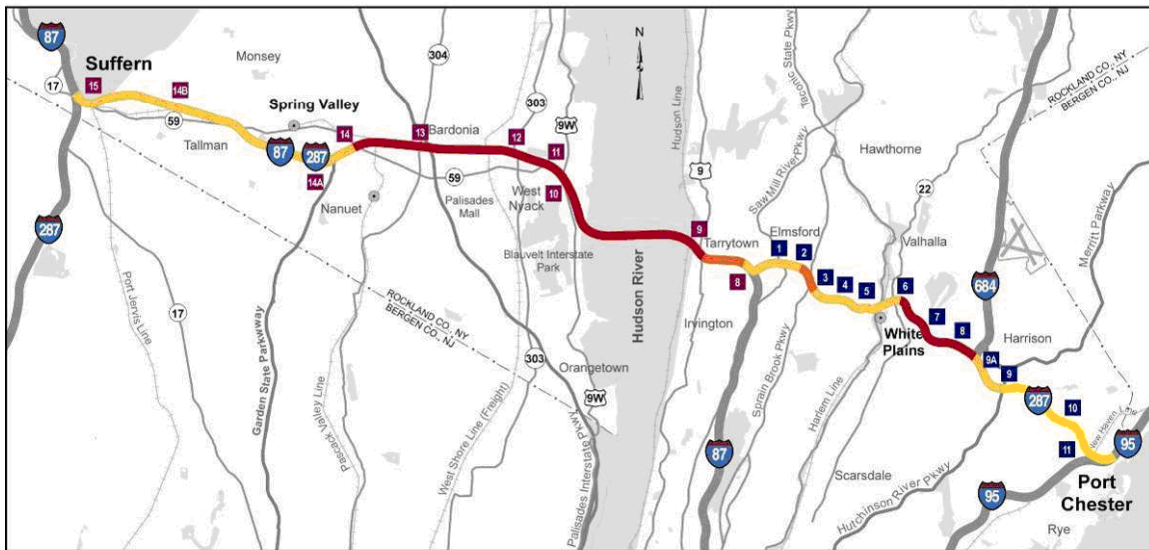 87
Suffern
17
15
14B
Monsey
Spring Valley
59
Tallman
87
287
14A
14
13
304
Bardonia
Nanuet
59
Palisades
Mall
12
303
11
9W
10
West
Nyack
Blauvelt Interstate
Park
N
Hudson River
Hudson Line
9
9
Tarrytown
8
Irvington
Taconic State Pkwy
Saw Mill River Pkwy
Elmsford
1
2
3
4
5
Hawthorne
22
Valhalla
6
White
Plains
7
8
684
Harrison
9A
9
287
10
11
New Haven Line
95
Port
Chester
Rye
95
Merritt Parkway
ROCKLAND CO., NY
BERGEN CO., NJ
287
Port Jervis Line
17
Garden State Parkway
Pascack Valley Line
ROCKLAND CO., NY
BERGEN CO., NJ
West Shore Line (Freight)
303
Orangetown
9W
Palisades Interstate Pkwy
Palisades Interstate Pkwy
87
Sprain Brook Pkwy
Harlem Line
Scarsdale
Hutchinson River Pkwy